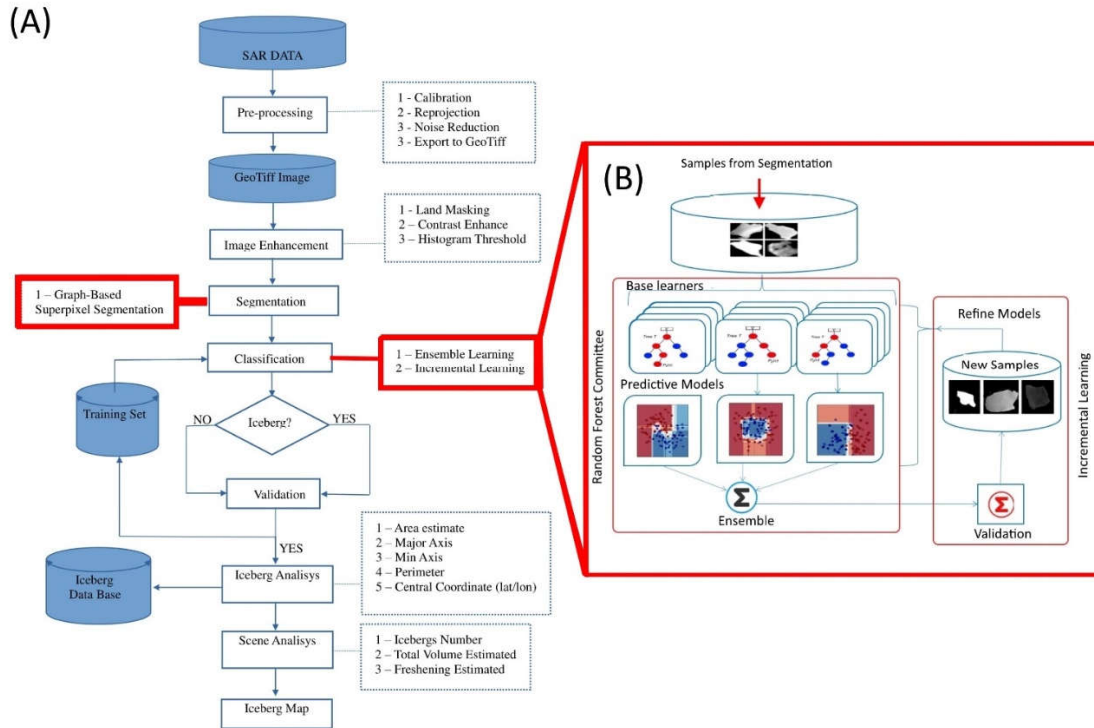 (A)
SAR DATA
Pre-processing
1 - Calibration
2 - Reprojection
3 - Noise Reduction
3 - Export to GeoTiff
GeoTiff Image
1 - Land Masking
2 – Contrast Enhance
3 – Histogram Threshold
Image Enhancement
1 – Graph-Based
Superpixel Segmentation
Segmentation
Classification
1 – Ensemble Learning
2 – Incremental Learning
Training Set
NO
Iceberg?
YES
Validation
YES
1 – Area estimate
2 – Major Axis
3 – Min Axis
4 – Perimeter
5 – Central Coordinate (lat/lon)
Iceberg Analisys
Iceberg
Data Base
Scene Analisys
1 – Icebergs Number
2 – Total Volume Estimated
3 – Freshening Estimated
Iceberg Map
(B)
Samples from Segmentation
Random Forest Committee
Base learners
Predictive Models
Σ
Ensemble
Refine Models
New Samples
Σ
Validation
Incremental Learning